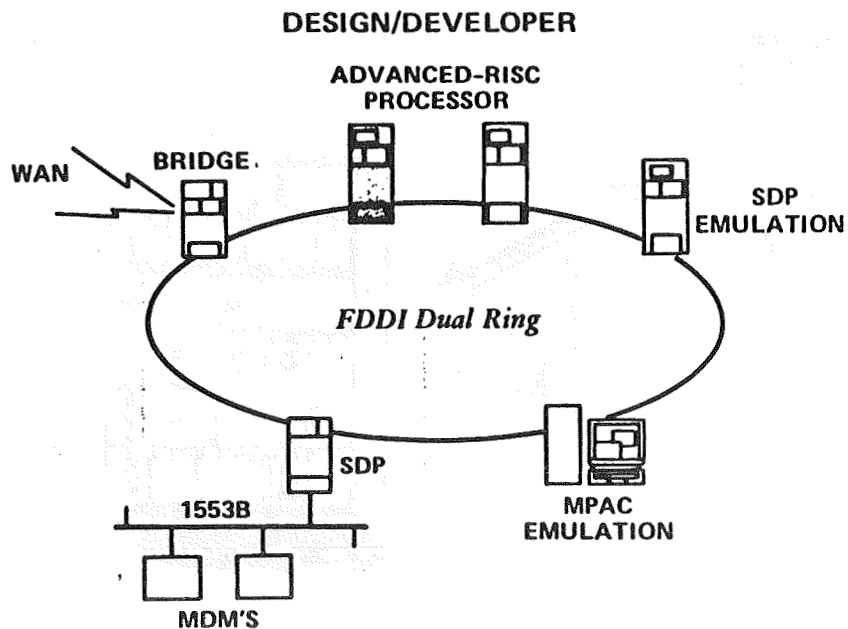 DESIGN/DEVELOPER
ADVANCED-RISC
PROCESSOR
WAN
BRIDGE.
SDP
EMULATION
FDDI Dual Ring
SDP
1553B
MPAC
EMULATION
MDM'S